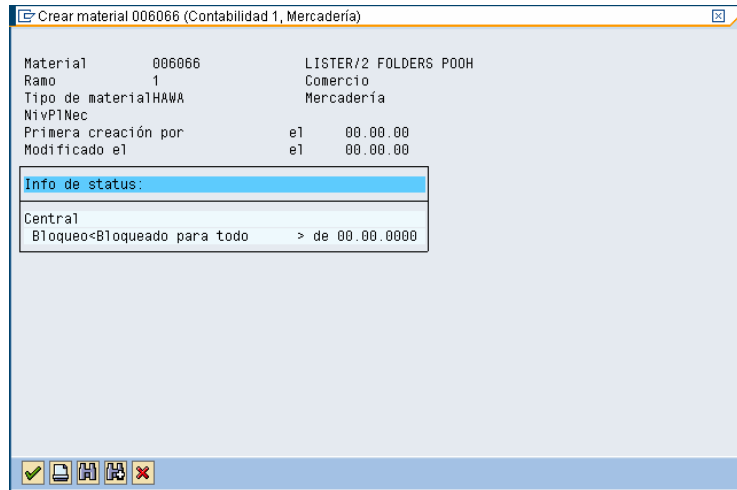 Crear material 006066 (Contabilidad 1, Mercadería)
Material 006066 LISTER/2 FOLDERS POOH
Ramo 1 Comercio
Tipo de materialHAWA Mercadería
NivPlNec
Primera creación por el 00.00.00
Modificado el el 00.00.00
Info de status:
Central
Bloqueo<Bloqueado para todo > de 00.00.0000